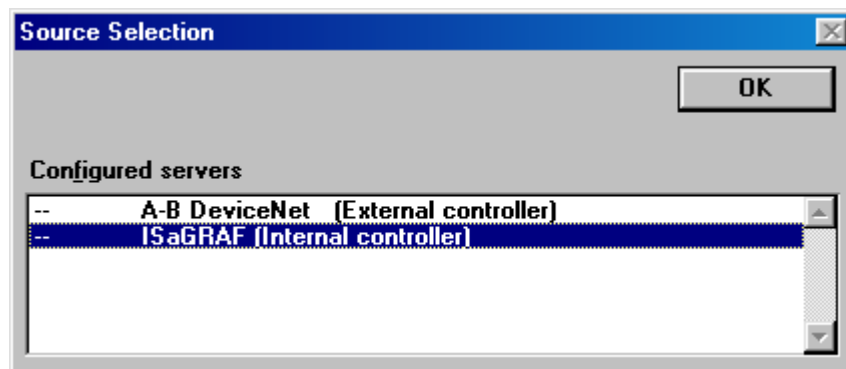 Source Selection
OK
Configured servers
-- A-B DeviceNet (External controller)
-- ISaGRAF (Internal controller)